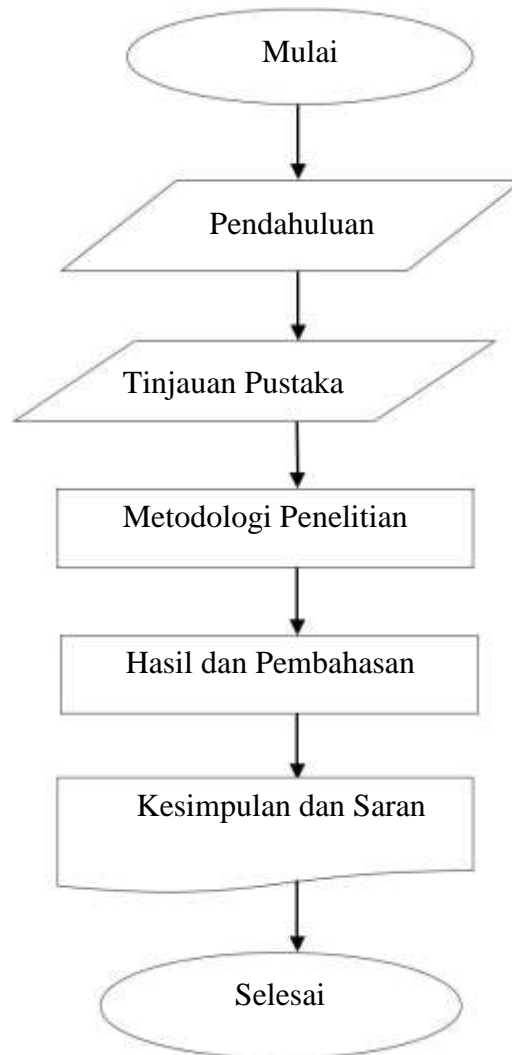 Mulai
Pendahuluan
Tinjauan Pustaka
Metodologi Penelitian
Hasil dan Pembahasan
Kesimpulan dan Saran
Selesai